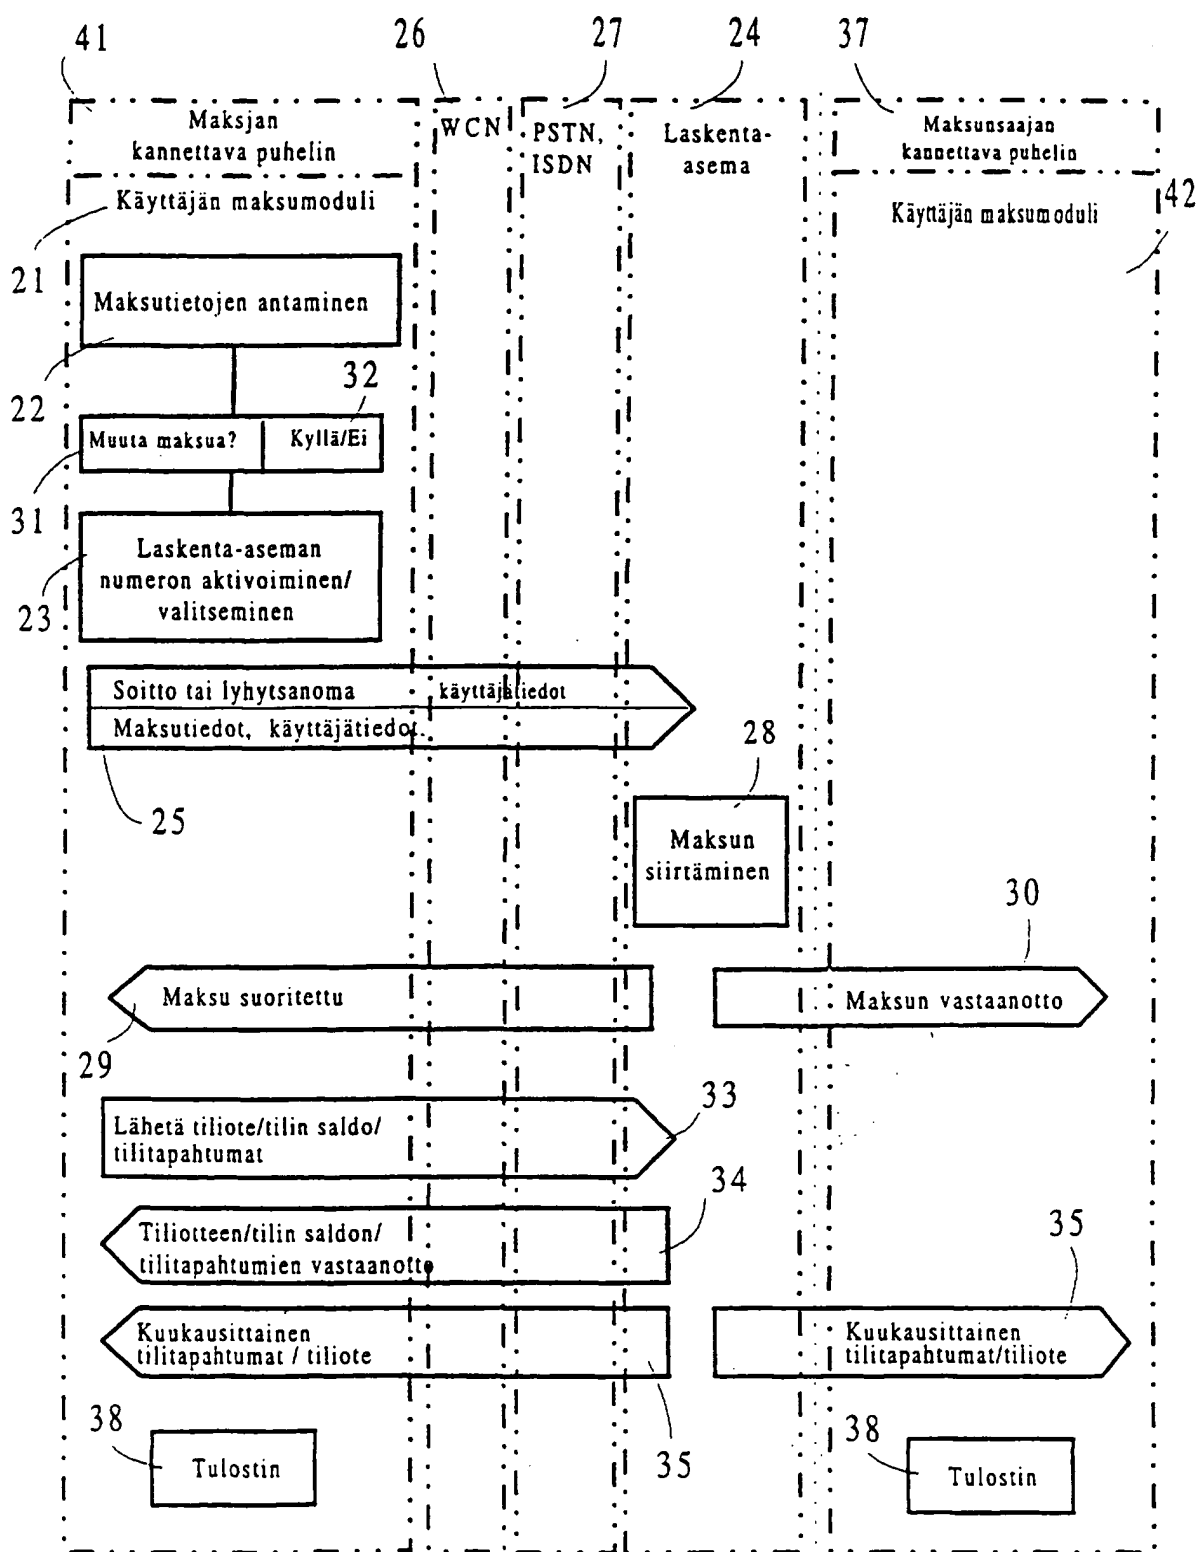 41
26
27
24
37
Maksjan
kannettava puhelin
WCN
PSTN,
ISDN
Laskenta-
asema
Maksunsaajan
kannettava puhelin
Käyttäjän maksumoduli
Käyttäjän maksumoduli
42
21
Maksutietojen antaminen
22
32
Muuta maksua?
Kyllä/Ei
31
Laskenta-aseman
numeron aktivoiminen/
valitseminen
23
Soitto tai lyhytsanoma
käyttäjätiedot
Maksutiedot, käyttäjätiedot.
25
28
Maksun
siirtäminen
30
Maksu suoritettu
Maksun vastaanotto
29
33
Lähetä tiliote/tilin saldo/
tilitapahtumat
34
Tiliotteen/tilin saldon/
tilitapahtumien vastaanotto
35
Kuukausittainen
tilitapahtumat / tiliote
Kuukausittainen
tilitapahtumat/tiliote
38
Tulostin
35
38
Tulostin